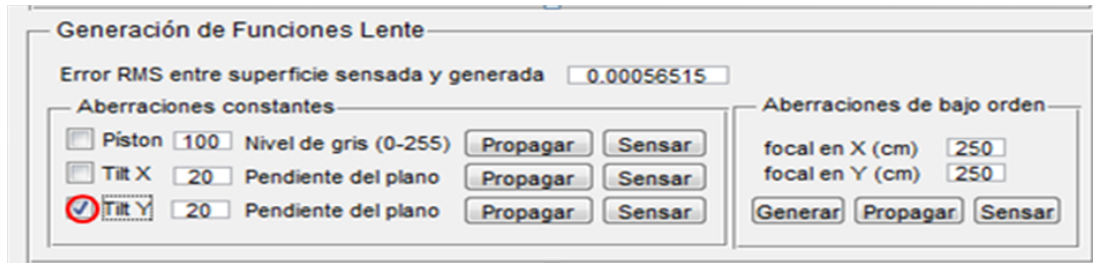 Generación de Funciones Lente
Error RMS entre superficie sensada y generada 0.00056515
Aberraciones constantes
Píston 100 Nivel de gris (0-255) Propagar Sensar
Tilt X 20 Pendiente del plano Propagar Sensar
Tilt Y 20 Pendiente del plano Propagar Sensar
Aberraciones de bajo orden
focal en X (cm) 250
focal en Y (cm) 250
Generar Propagar Sensar